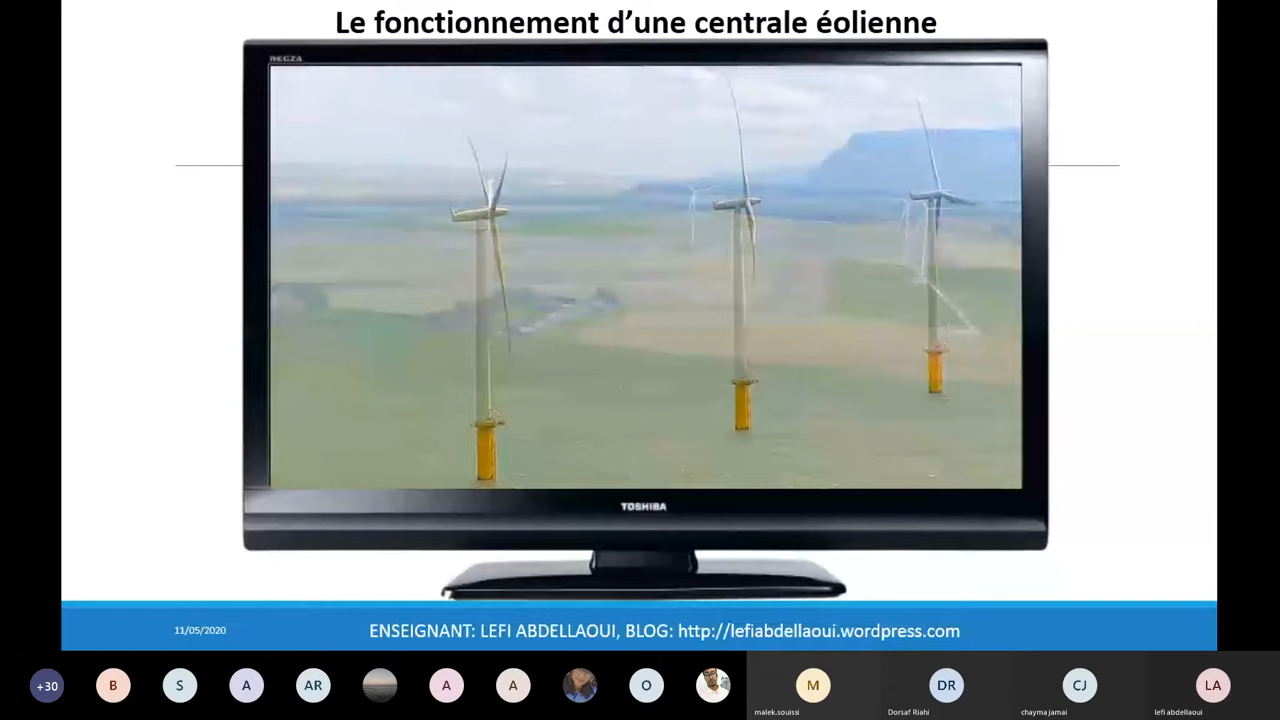 Le fonctionnement d’une centrale éolienne
REGZA
TOSHIBA
11/05/2020
ENSEIGNANT: LEFI ABDELLAOUI, BLOG: http://lefiabdellaoui.wordpress.com
+30
B
S
A
AR
A
A
O
M
DR
CJ
LA
malek.souissi
Dorsaf Riahi
chayma jamai
lefi abdellaoui